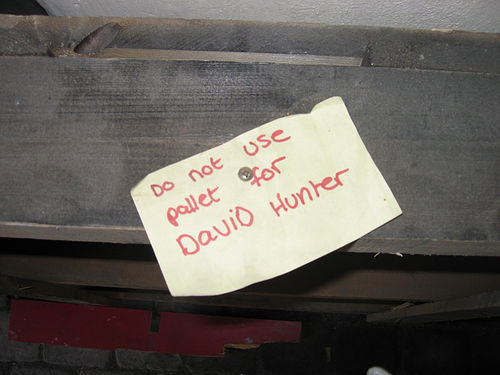 Do not use
pallet for
DaviD Hunter